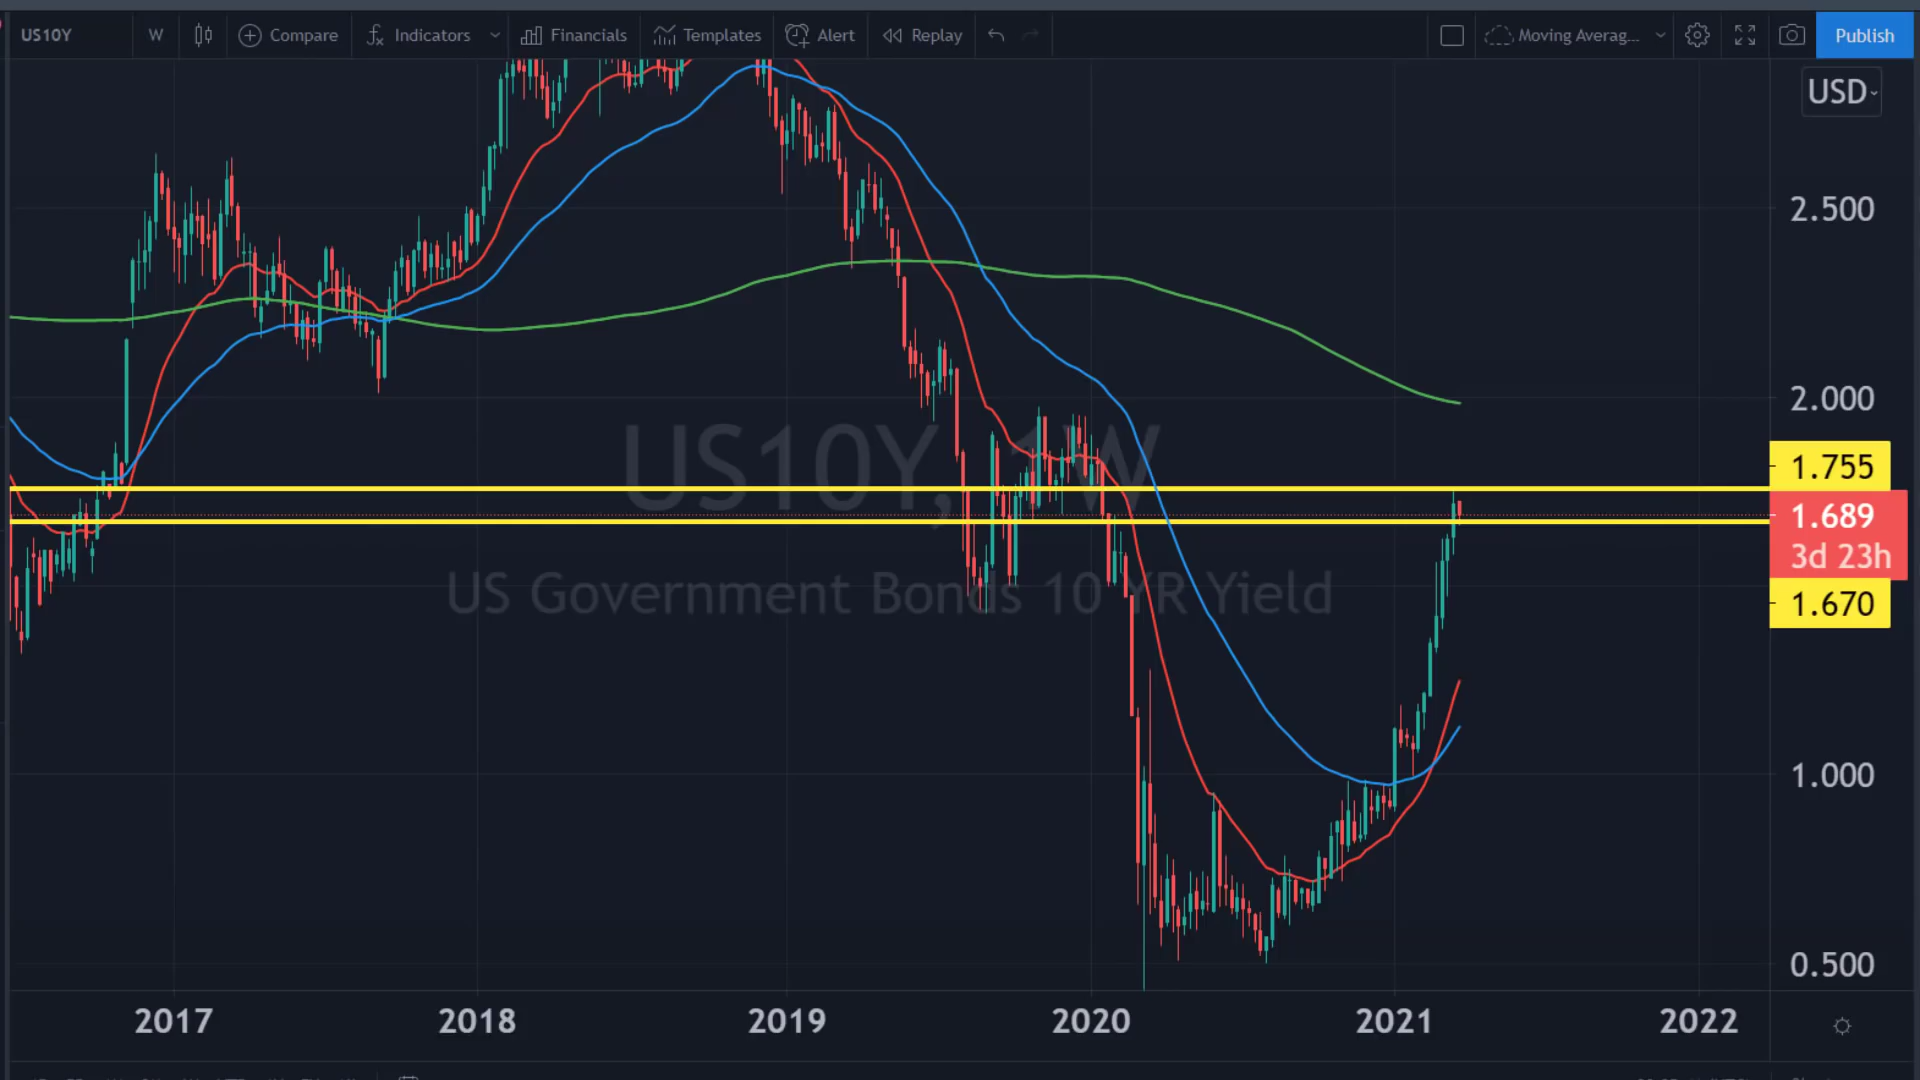 US10Y W Compare Indicators Financials Templates Alert Replay Moving Averag... Publish
USD
2.500
2.000
1.755
1.689
3d 23h
1.670
1.000
0.500
US10Y, 1W
US Government Bonds 10 YR Yield
2017 2018 2019 2020 2021 2022